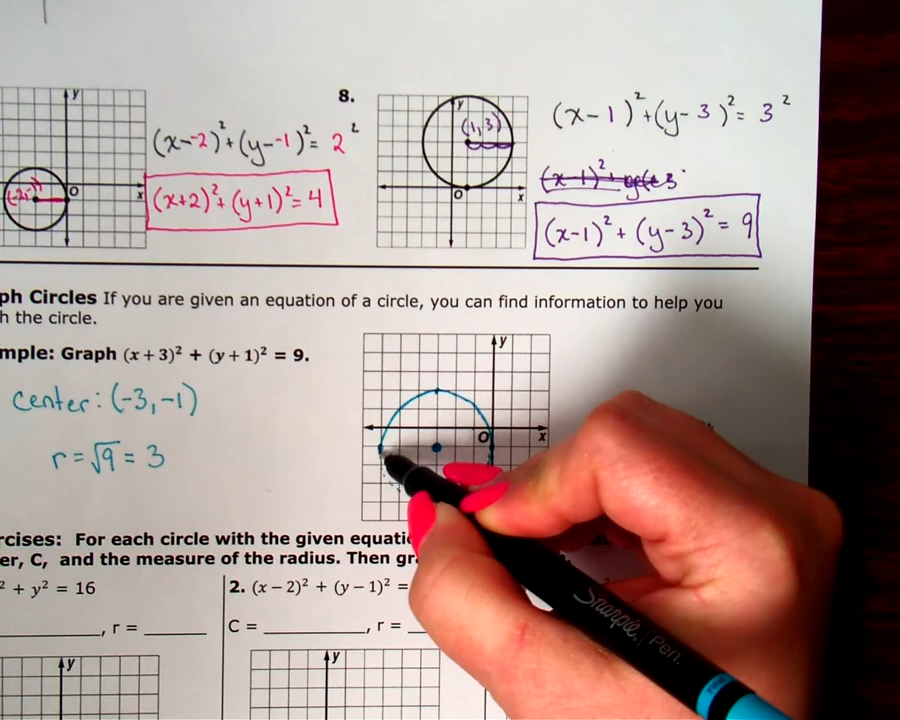 y
8.
y
(x--2)²+(y--1)²= 2²
(1,3)
(x-1)²+(y-3)²= 3²
O
x
(x+2)²+(y+1)²=4
O
x
(x-1)²+(y-3)²=9
ph Circles If you are given an equation of a circle, you can find information to help you
h the circle.
mple: Graph (x + 3)² + (y + 1)² = 9.
y
center: (-3,-1)
O
x
r=√9=3
rcises: For each circle with the given equati
er, C, and the measure of the radius. Then gr
² + y² = 16
2. (x − 2)² + (y − 1)² =
, r =
C = , r =
y
y
Sharpie. Pen.